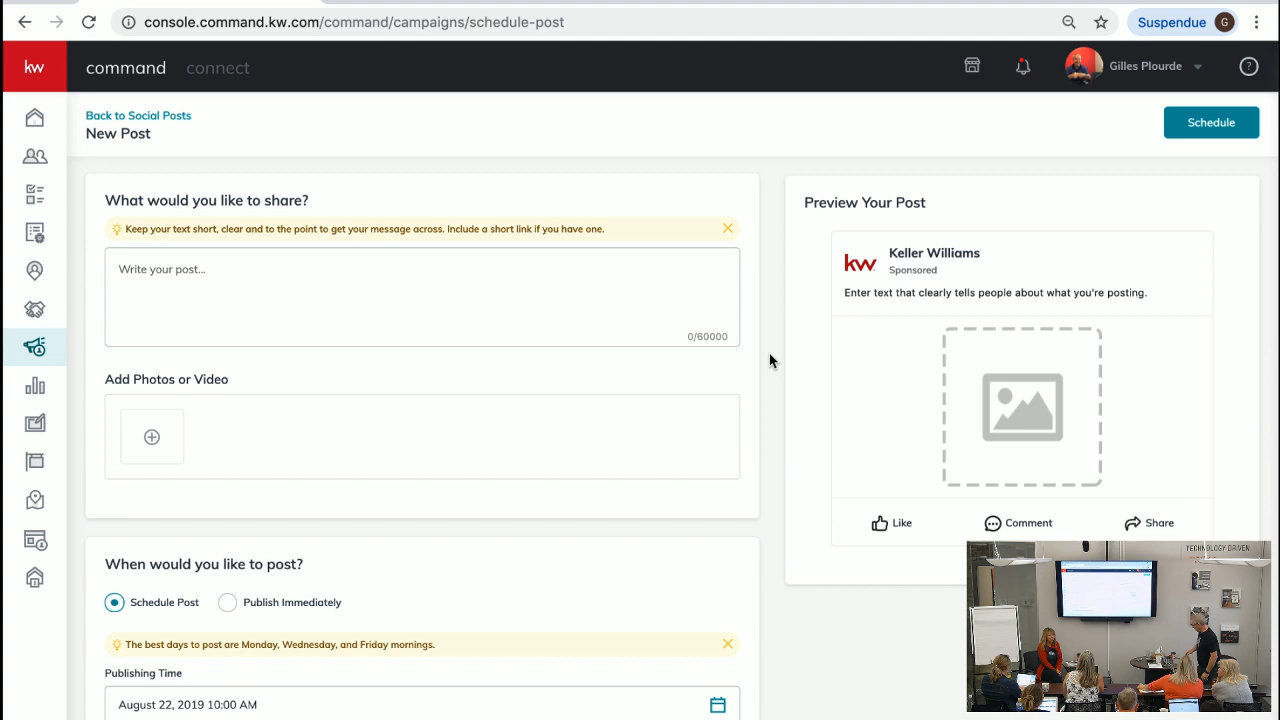 console.command.kw.com/command/campaigns/schedule-post
Suspendue
G
kw
command
connect
Gilles Plourde
Back to Social Posts
New Post
Schedule
What would you like to share?
Keep your text short, clear and to the point to get your message across. Include a short link if you have one.
Write your post...
0/60000
Add Photos or Video
When would you like to post?
Schedule Post
Publish Immediately
The best days to post are Monday, Wednesday, and Friday mornings.
Publishing Time
August 22, 2019 10:00 AM
Preview Your Post
kw
Keller Williams
Sponsored
Enter text that clearly tells people about what you're posting.
Like
Comment
Share
TECHNOLOGY DRIVEN